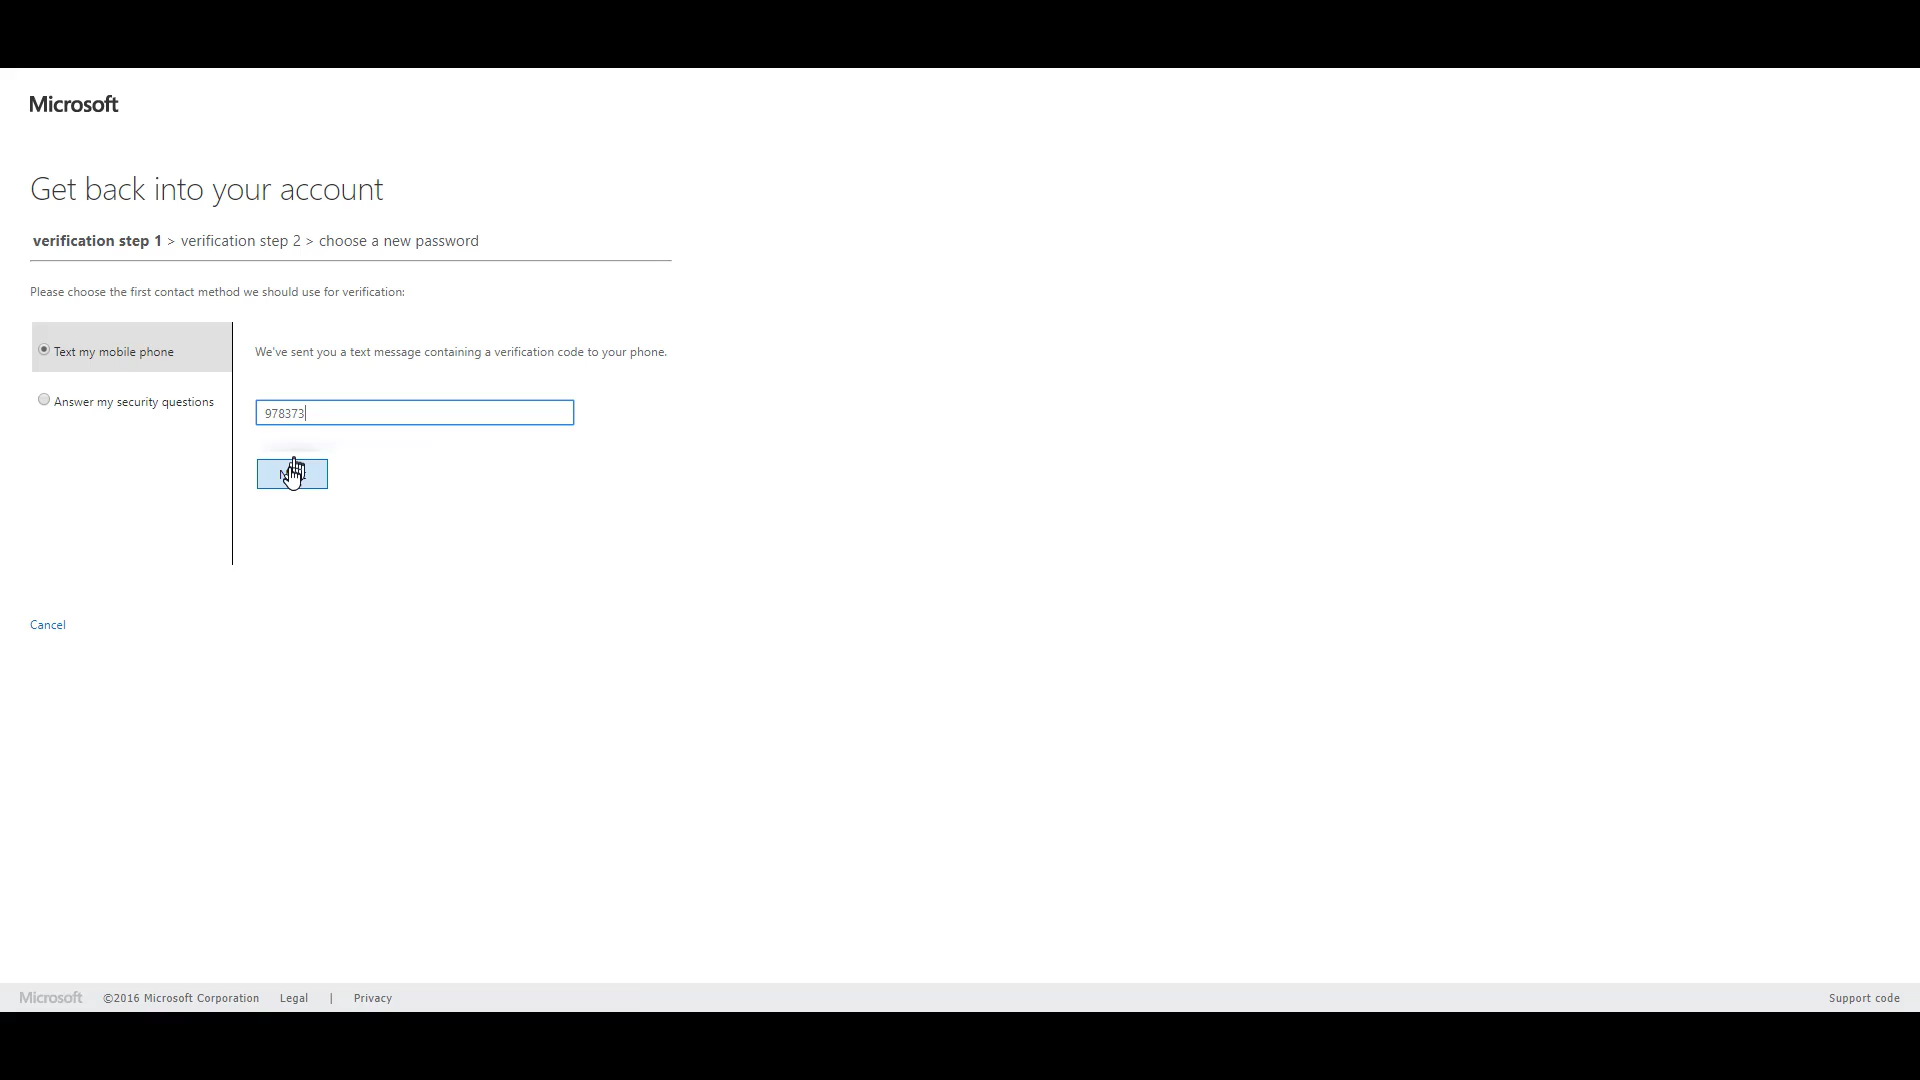 Microsoft
Get back into your account
verification step 1 > verification step 2 > choose a new password
Please choose the first contact method we should use for verification:
Text my mobile phone
We've sent you a text message containing a verification code to your phone.
Answer my security questions
978373
Cancel
Microsoft ©2016 Microsoft Corporation Legal | Privacy Support code